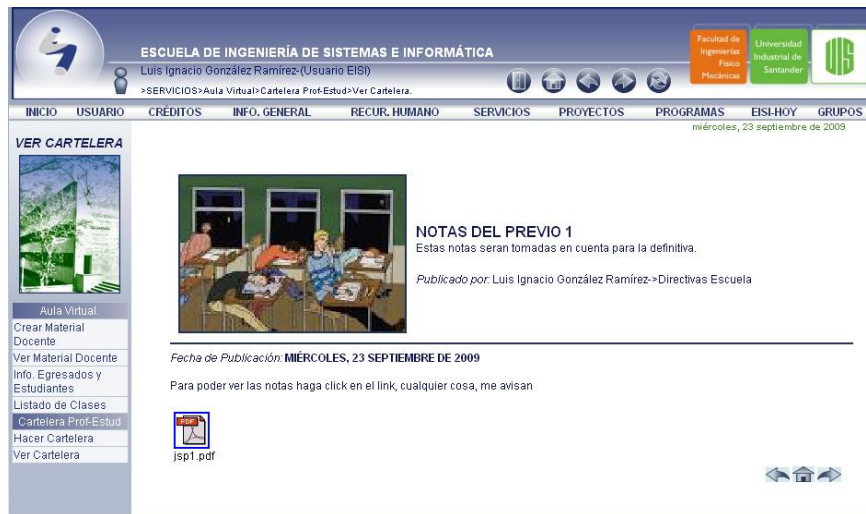 ESCUELA DE INGENIERÍA DE SISTEMAS E INFORMÁTICA
Luis Ignacio González Ramírez-(Usuario EISI)
>SERVICIOS>Aula Virtual>Cartelera Prof-Estud>Ver Cartelera.
Facultad de
Ingenierías
Físico
Mecánicas
Universidad
Industrial de
Santander
UIS
INICIO USUARIO CRÉDITOS INFO. GENERAL RECUR. HUMANO SERVICIOS PROYECTOS PROGRAMAS EISI-HOY GRUPOS
miércoles, 23 septiembre de 2009
VER CARTELERA
NOTAS DEL PREVIO 1
Estas notas seran tomadas en cuenta para la definitiva.
Publicado por: Luis Ignacio González Ramírez->Directivas Escuela
Aula Virtual.
Crear Material
Docente
Ver Material Docente
Info. Egresados y
Estudiantes
Listado de Clases
Cartelera Prof-Estud
Hacer Cartelera
Ver Cartelera
Fecha de Publicación: MIÉRCOLES, 23 SEPTIEMBRE DE 2009
Para poder ver las notas haga click en el link, cualquier cosa, me avisan
PDF
jsp1.pdf